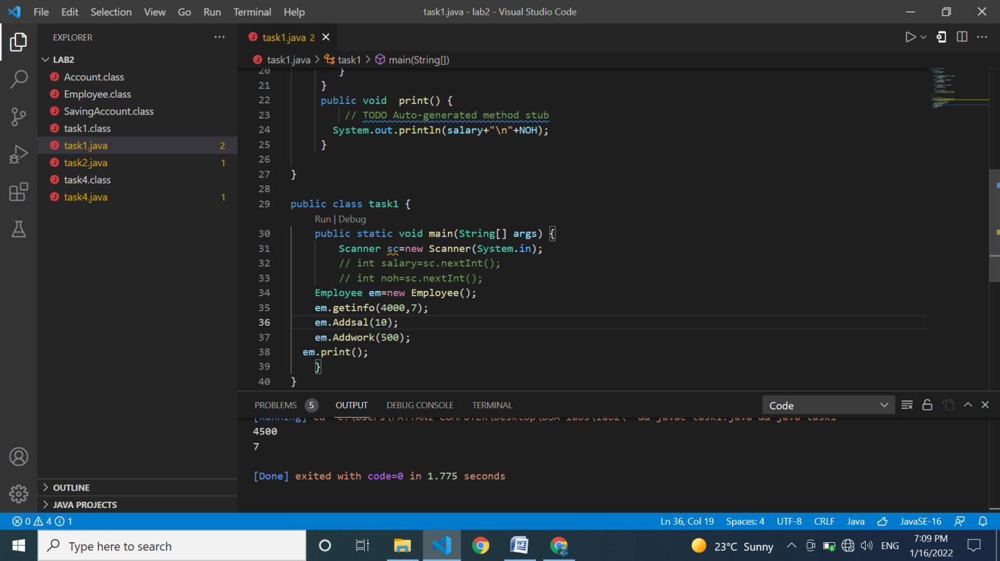 File Edit Selection View Go Run Terminal Help task1.java - lab2 - Visual Studio Code
EXPLORER
LAB2
Account.class
Employee.class
SavingAccount.class
task1.class
task1.java 2
task2.java 1
task4.class
task4.java 1
OUTLINE
JAVA PROJECTS
task1.java 2
task1.java > task1 > main(String[])
20 }
21 }
22 public void  print() {
23 // TODO Auto-generated method stub
24 System.out.println(salary+"\n"+NOH);
25 }
26
27 }
28
29 public class task1 {
Run | Debug
30 public static void main(String[] args) {
31 Scanner sc=new Scanner(System.in);
32 // int salary=sc.nextInt();
33 // int noh=sc.nextInt();
34 Employee em=new Employee();
35 em.getinfo(4000,7);
36 em.Addsal(10);
37 em.Addwork(500);
38 em.print();
39 }
40 }
PROBLEMS 5 OUTPUT DEBUG CONSOLE TERMINAL Code
[Running] cd "c:\Users\FATTANI COMPUTER\Desktop\DSA labs\lab2\" && javac task1.java && java task1
4500
7
[Done] exited with code=0 in 1.775 seconds
0 4 1 Ln 36, Col 19 Spaces: 4 UTF-8 CRLF Java JavaSE-16
Type here to search 23°C Sunny ENG 7:09 PM
1/16/2022